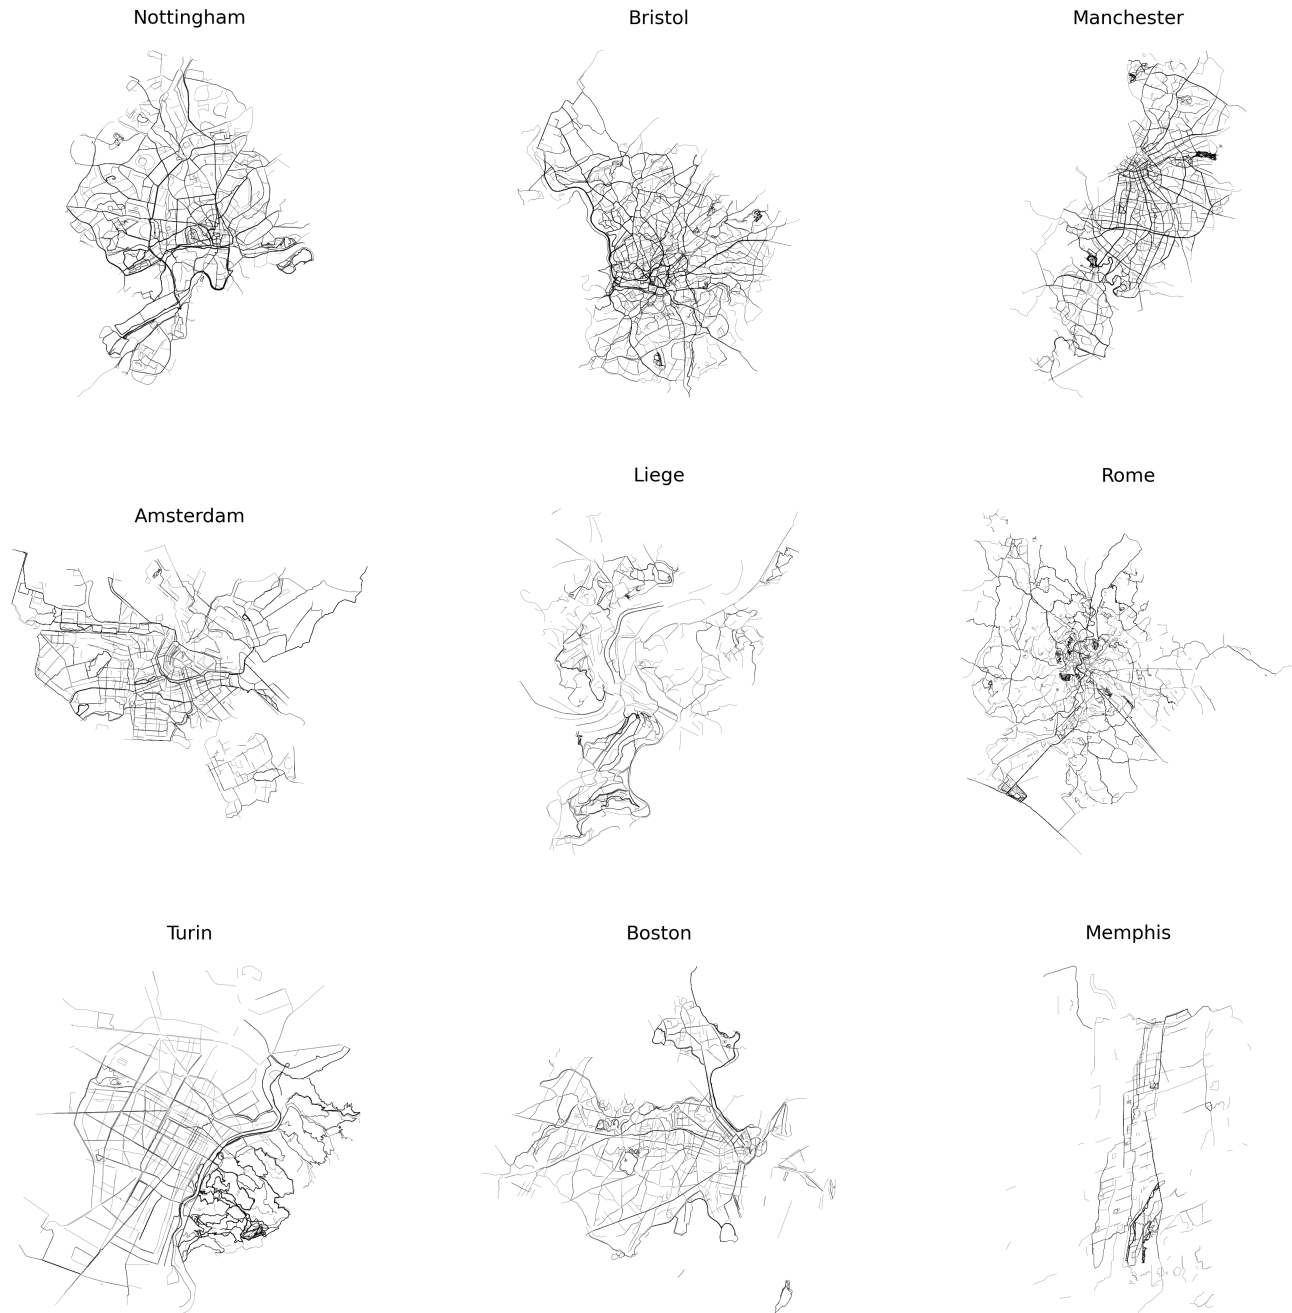 Nottingham
Bristol
Manchester
Amsterdam
Liege
Rome
Turin
Boston
Memphis